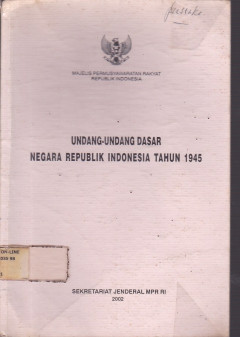 MAJELIS PERMUSYAWARATAN RAKYAT
REPUBLIK INDONESIA
UNDANG-UNDANG DASAR
NEGARA REPUBLIK INDONESIA TAHUN 1945
SEKRETARIAT JENDERAL MPR RI
2002